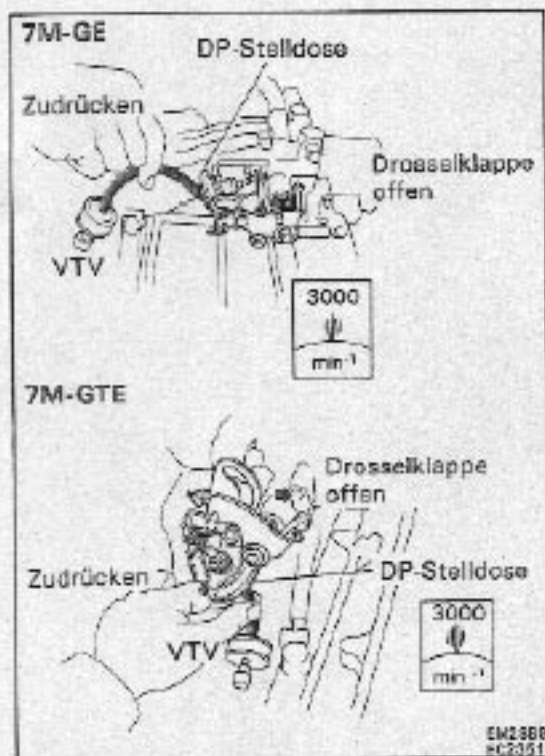 7M-GE
DP-Stelldose
Zudrücken
Drosselklappe
offen
VTV
3000
min⁻¹
7M-GTE
Drosselklappe
offen
Zudrücken
DP-Stelldose
VTV
3000
min⁻¹